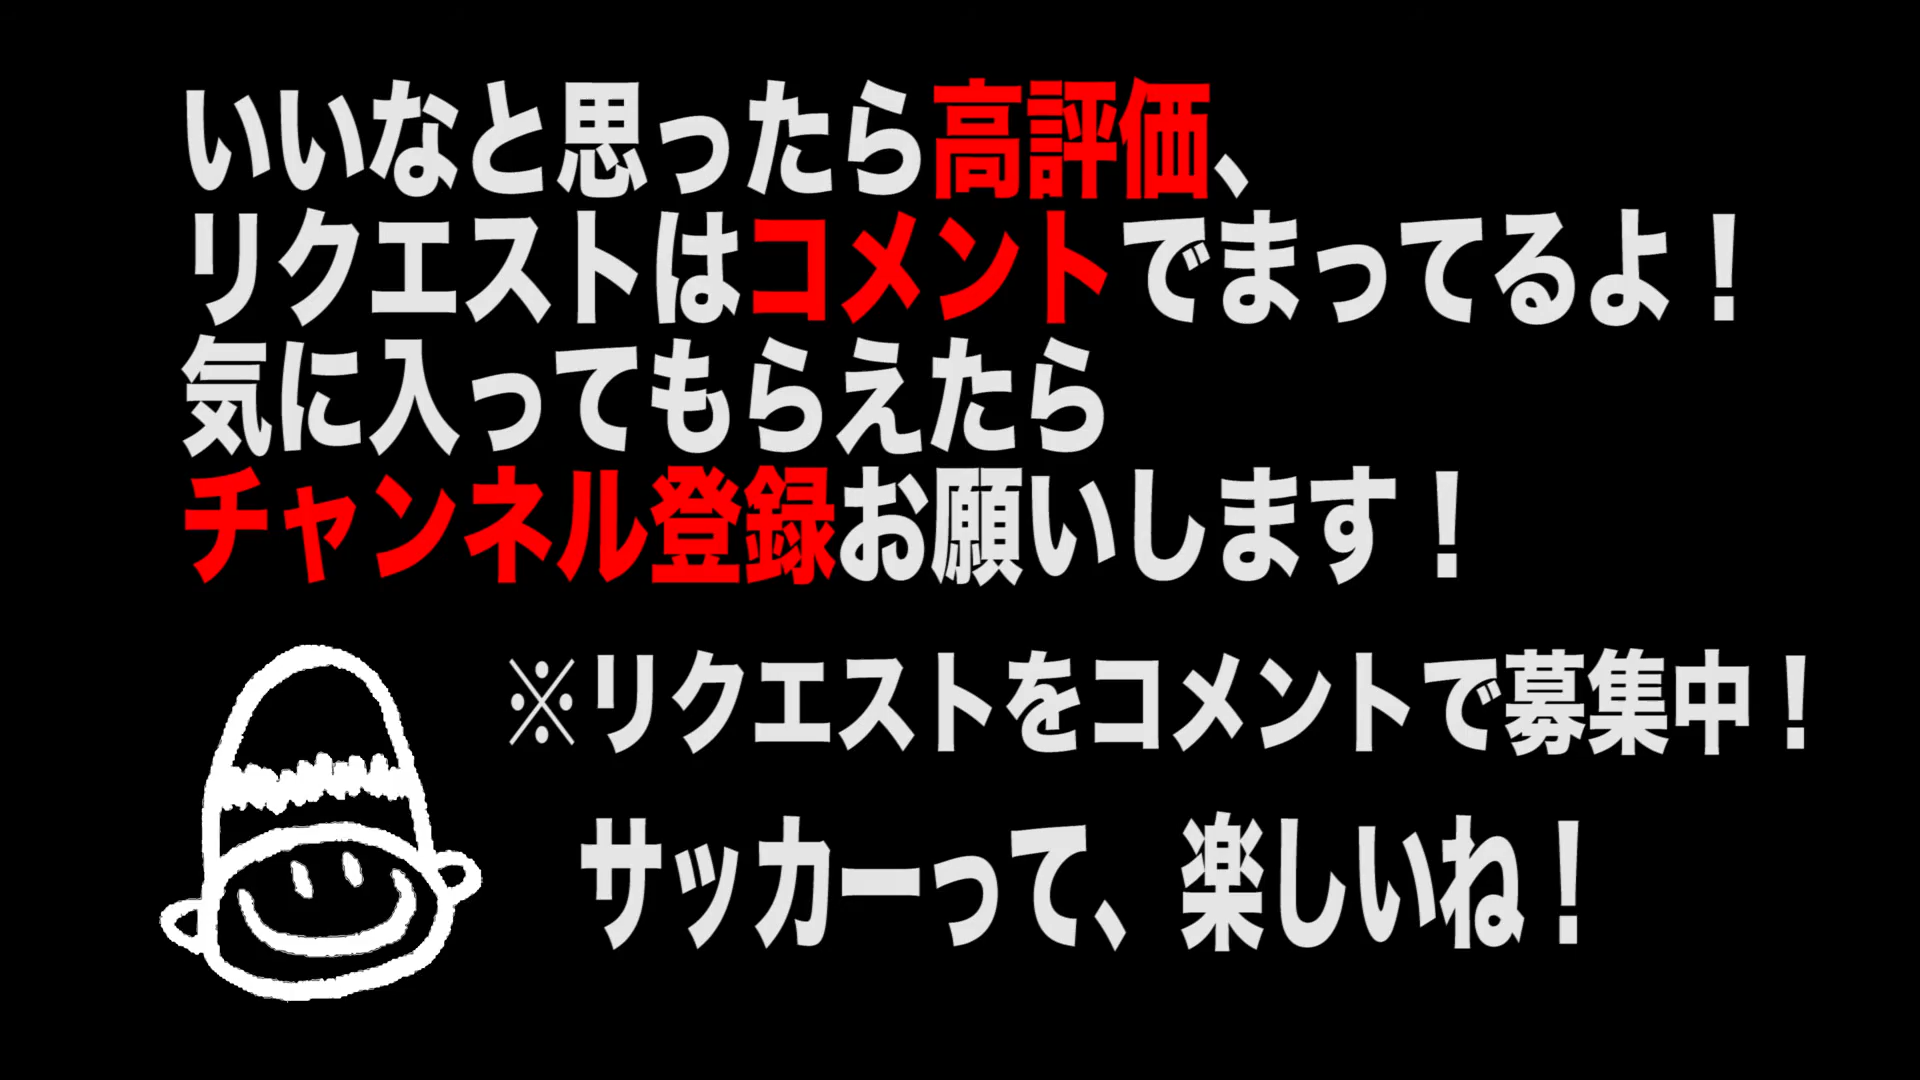 いいなと思ったら高評価、
リクエストはコメントでまってるよ！
気に入ってもらえたら
チャンネル登録お願いします！
※リクエストをコメントで募集中！
サッカーって、楽しいね！